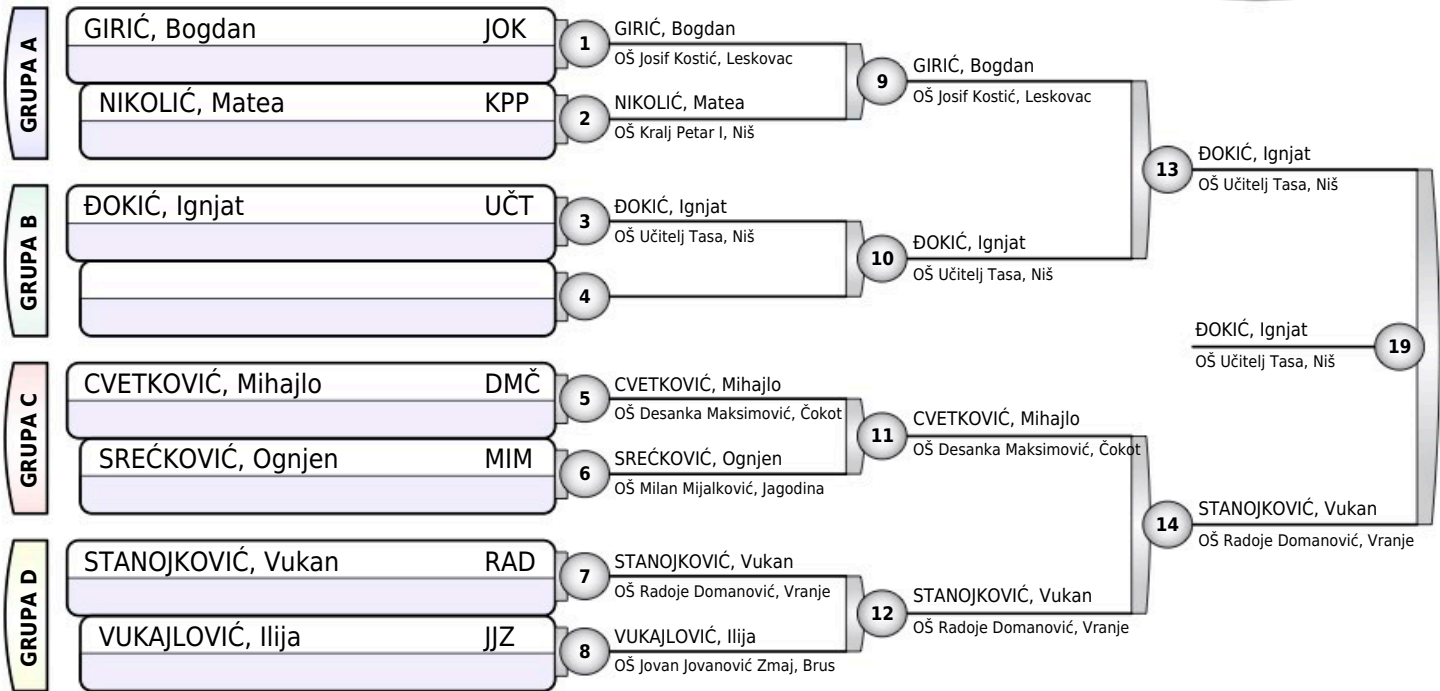 GRUPA A
GIRIĆ, Bogdan JOK
NIKOLIĆ, Matea KPP
GRUPA B
ĐOKIĆ, Ignjat UČT
GRUPA C
CVETKOVIĆ, Mihajlo DMČ
SREĆKOVIĆ, Ognjen MIM
GRUPA D
STANOJKOVIĆ, Vukan RAD
VUKAJLOVIĆ, Ilija JJZ
1
GIRIĆ, Bogdan
OŠ Josif Kostić, Leskovac
2
NIKOLIĆ, Matea
OŠ Kralj Petar I, Niš
3
ĐOKIĆ, Ignjat
OŠ Učitelj Tasa, Niš
4
5
CVETKOVIĆ, Mihajlo
OŠ Desanka Maksimović, Čokot
6
SREĆKOVIĆ, Ognjen
OŠ Milan Mijalković, Jagodina
7
STANOJKOVIĆ, Vukan
OŠ Radoje Domanović, Vranje
8
VUKAJLOVIĆ, Ilija
OŠ Jovan Jovanović Zmaj, Brus
9
GIRIĆ, Bogdan
OŠ Josif Kostić, Leskovac
10
ĐOKIĆ, Ignjat
OŠ Učitelj Tasa, Niš
11
CVETKOVIĆ, Mihajlo
OŠ Desanka Maksimović, Čokot
12
STANOJKOVIĆ, Vukan
OŠ Radoje Domanović, Vranje
13
ĐOKIĆ, Ignjat
OŠ Učitelj Tasa, Niš
14
STANOJKOVIĆ, Vukan
OŠ Radoje Domanović, Vranje
ĐOKIĆ, Ignjat
OŠ Učitelj Tasa, Niš
19